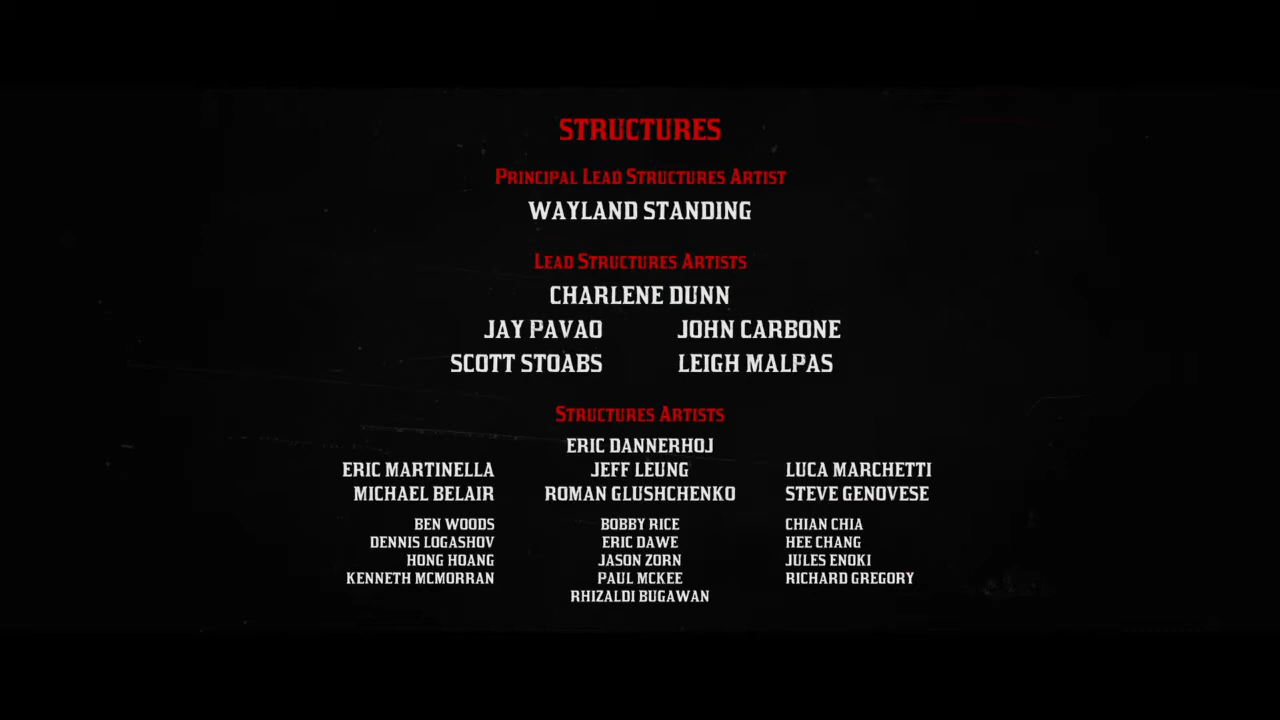 STRUCTURES
PRINCIPAL LEAD STRUCTURES ARTIST
WAYLAND STANDING
LEAD STRUCTURES ARTISTS
CHARLENE DUNN
JAY PAVAO JOHN CARBONE
SCOTT STOABS LEIGH MALPAS
STRUCTURES ARTISTS
ERIC DANNERHOJ
ERIC MARTINELLA JEFF LEUNG LUCA MARCHETTI
MICHAEL BELAIR ROMAN GLUSHCHENKO STEVE GENOVESE
BEN WOODS BOBBY RICE CHIAN CHIA
DENNIS LOGASHOV ERIC DAWE HEE CHANG
HONG HOANG JASON ZORN JULES ENOKI
KENNETH MCMORRAN PAUL MCKEE RICHARD GREGORY
RHIZALDI BUGAWAN